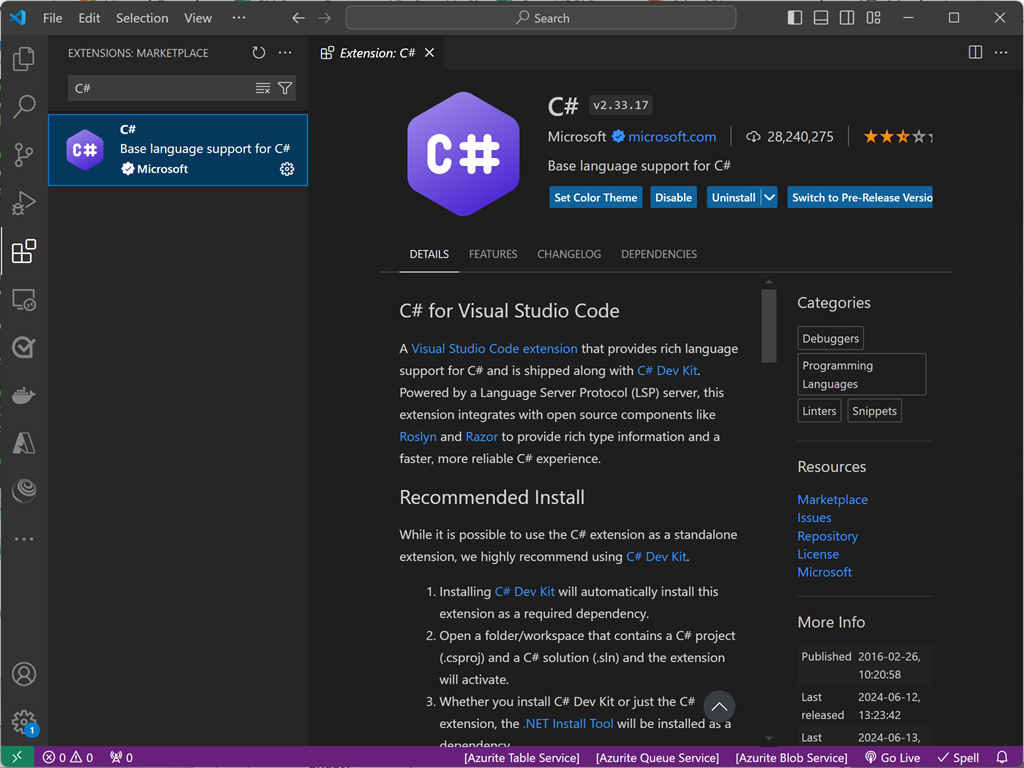 File Edit Selection View ··· Search
EXTENSIONS: MARKETPLACE
C#
C#
Base language support for C#
Microsoft
Extension: C#
C#
C# v2.33.17
Microsoft microsoft.com 28,240,275
Base language support for C#
Set Color Theme Disable Uninstall Switch to Pre-Release Versio
DETAILS FEATURES CHANGELOG DEPENDENCIES
C# for Visual Studio Code
A Visual Studio Code extension that provides rich language
support for C# and is shipped along with C# Dev Kit.
Powered by a Language Server Protocol (LSP) server, this
extension integrates with open source components like
Roslyn and Razor to provide rich type information and a
faster, more reliable C# experience.
Recommended Install
While it is possible to use the C# extension as a standalone
extension, we highly recommend using C# Dev Kit.
1. Installing C# Dev Kit will automatically install this
extension as a required dependency.
2. Open a folder/workspace that contains a C# project
(.csproj) and a C# solution (.sln) and the extension
will activate.
3. Whether you install C# Dev Kit or just the C#
extension, the .NET Install Tool will be installed as a
dependency.
Categories
Debuggers
Programming
Languages
Linters Snippets
Resources
Marketplace
Issues
Repository
License
Microsoft
More Info
Published 2016-02-26,
10:20:58
Last 2024-06-12,
released 13:23:42
Last 2024-06-13,
1
0 0 0 [Azurite Table Service] [Azurite Queue Service] [Azurite Blob Service] Go Live Spell